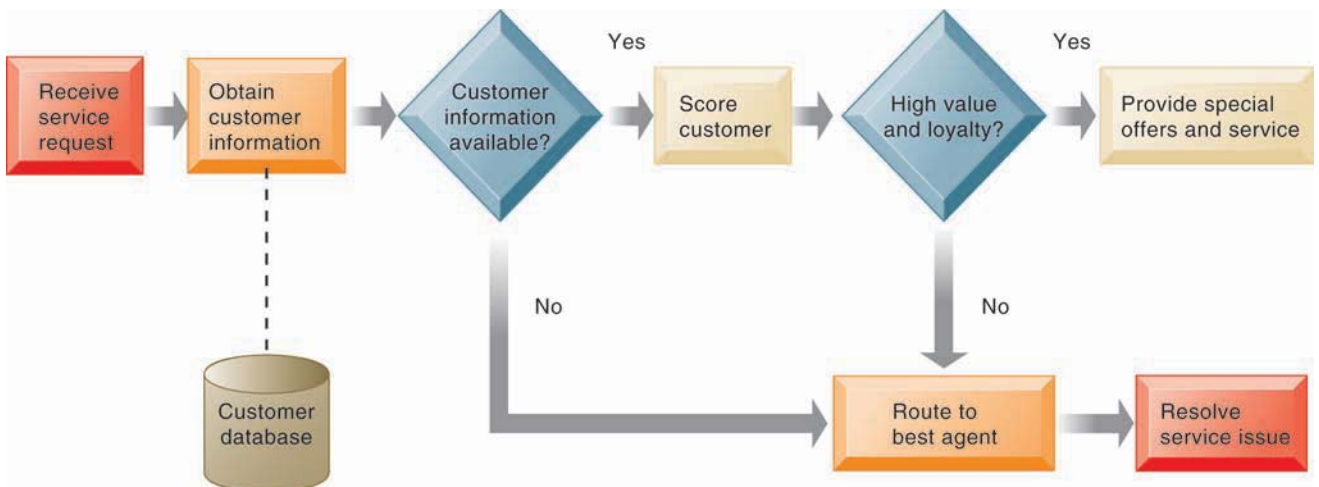 Receive
service
request
Obtain
customer
information
Customer
information
available?
Yes
Score
customer
High value
and loyalty?
Yes
Provide special
offers and service
No
No
Customer
database
Route to
best agent
Resolve
service issue